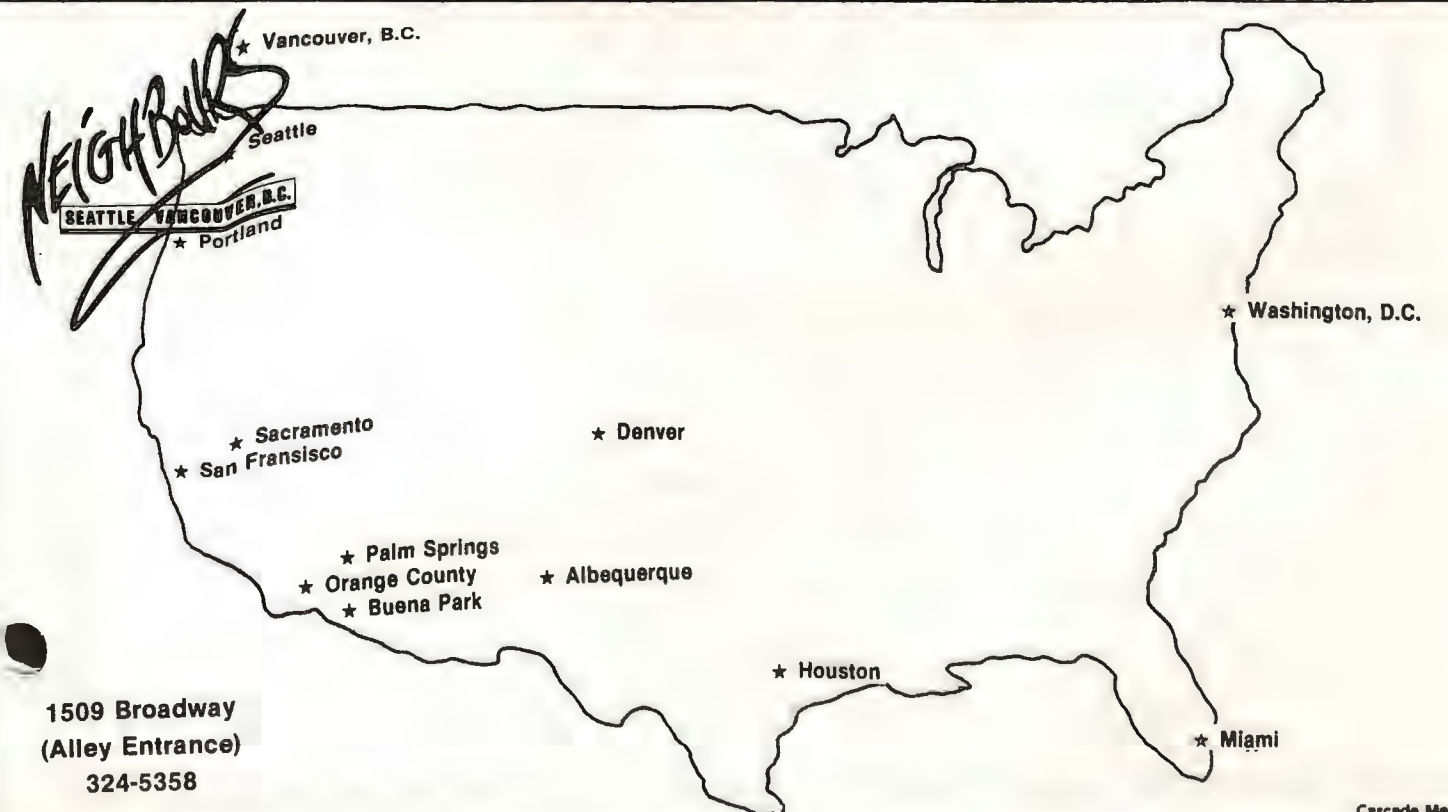 Vancouver, B.C.
NEIGHBOURS
Seattle
SEATTLE VANCOUVER, B.C.
Portland
Washington, D.C.
Sacramento
San Fransisco
Denver
Palm Springs
Orange County
Buena Park
Albequerque
Houston
Miami
1509 Broadway
(Alley Entrance)
324-5358